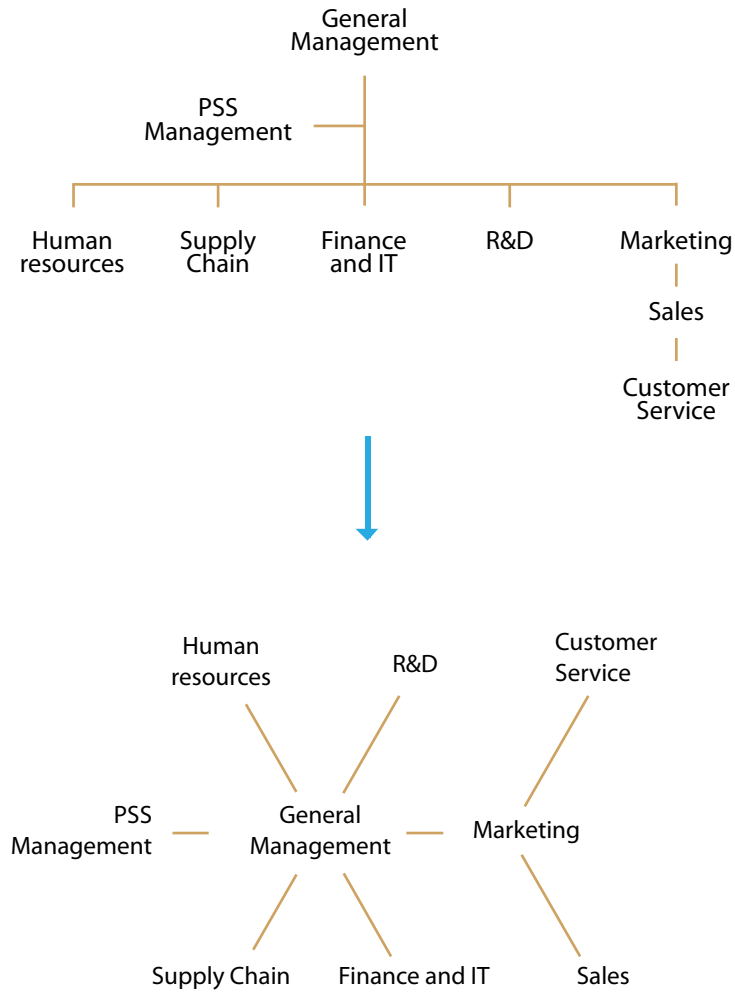 General
Management
PSS
Management
Human
resources
Supply
Chain
Finance
and IT
R&D
Marketing
Sales
Customer
Service
Human
resources
R&D
Customer
Service
PSS
Management
General
Management
Marketing
Supply Chain
Finance and IT
Sales